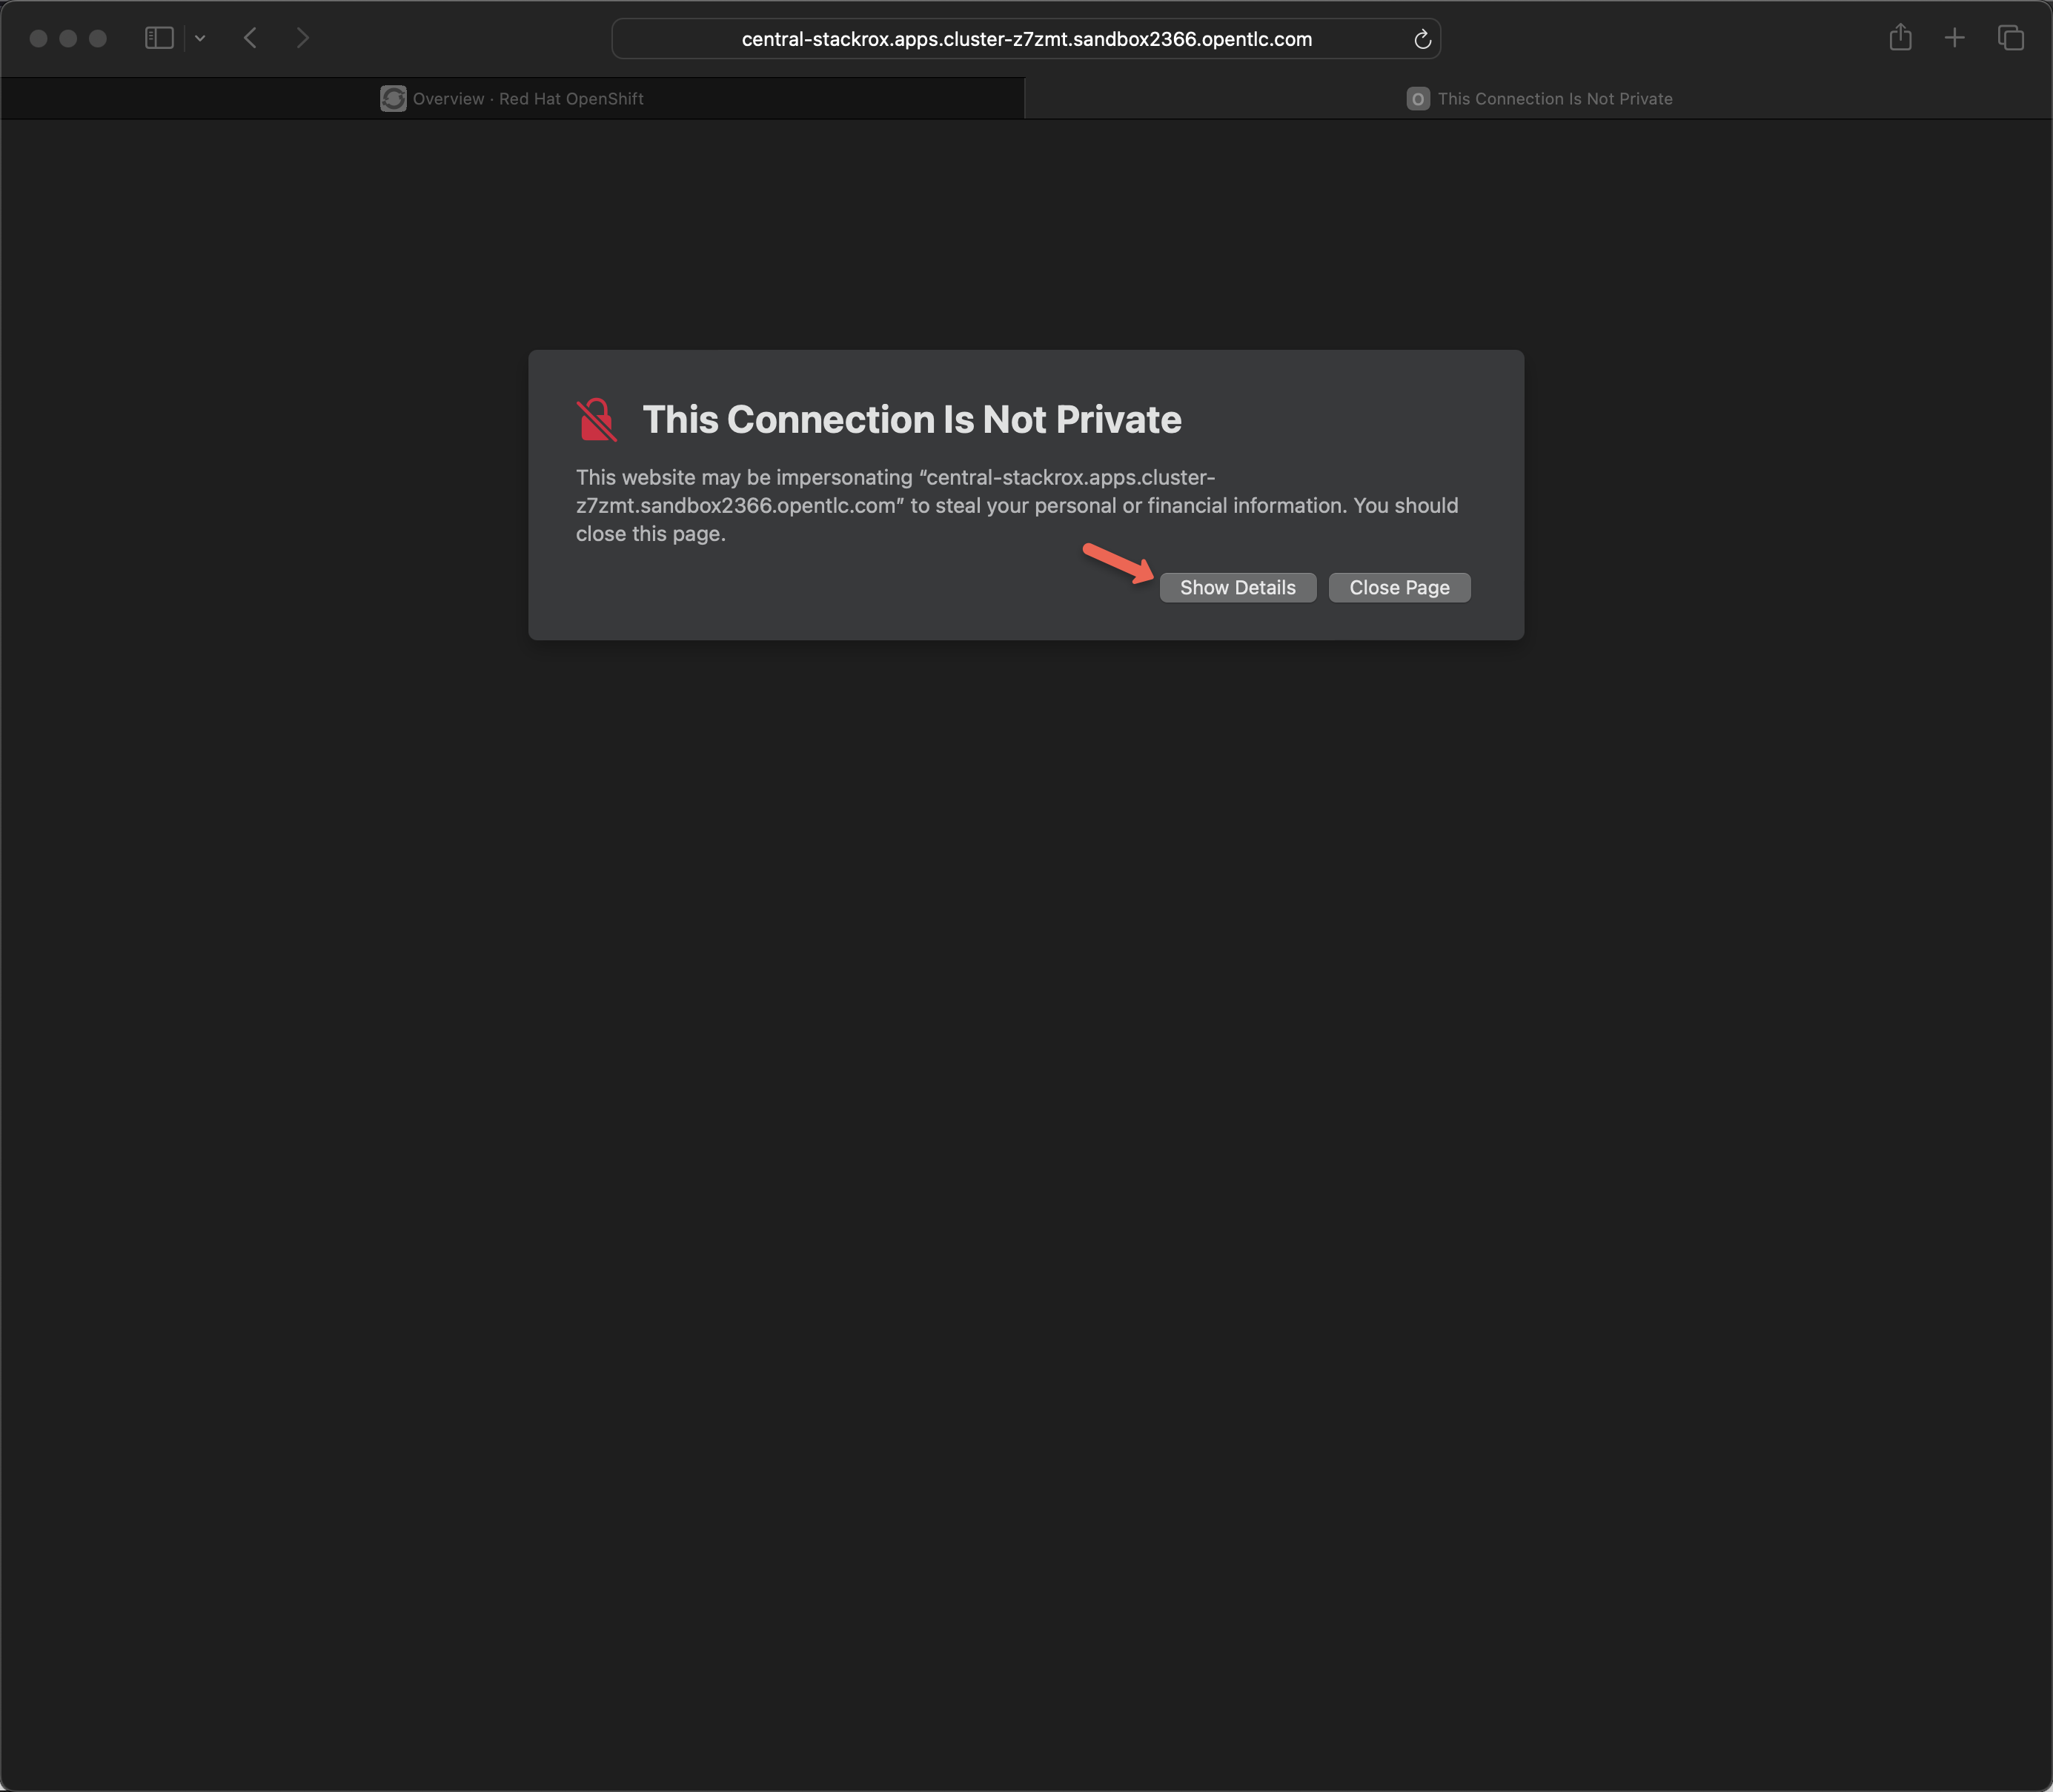 central-stackrox.apps.cluster-z7zmt.sandbox2366.opentlc.com
Overview · Red Hat OpenShift
O This Connection Is Not Private
This Connection Is Not Private
This website may be impersonating “central-stackrox.apps.cluster-
z7zmt.sandbox2366.opentlc.com” to steal your personal or financial information. You should
close this page.
Show Details
Close Page